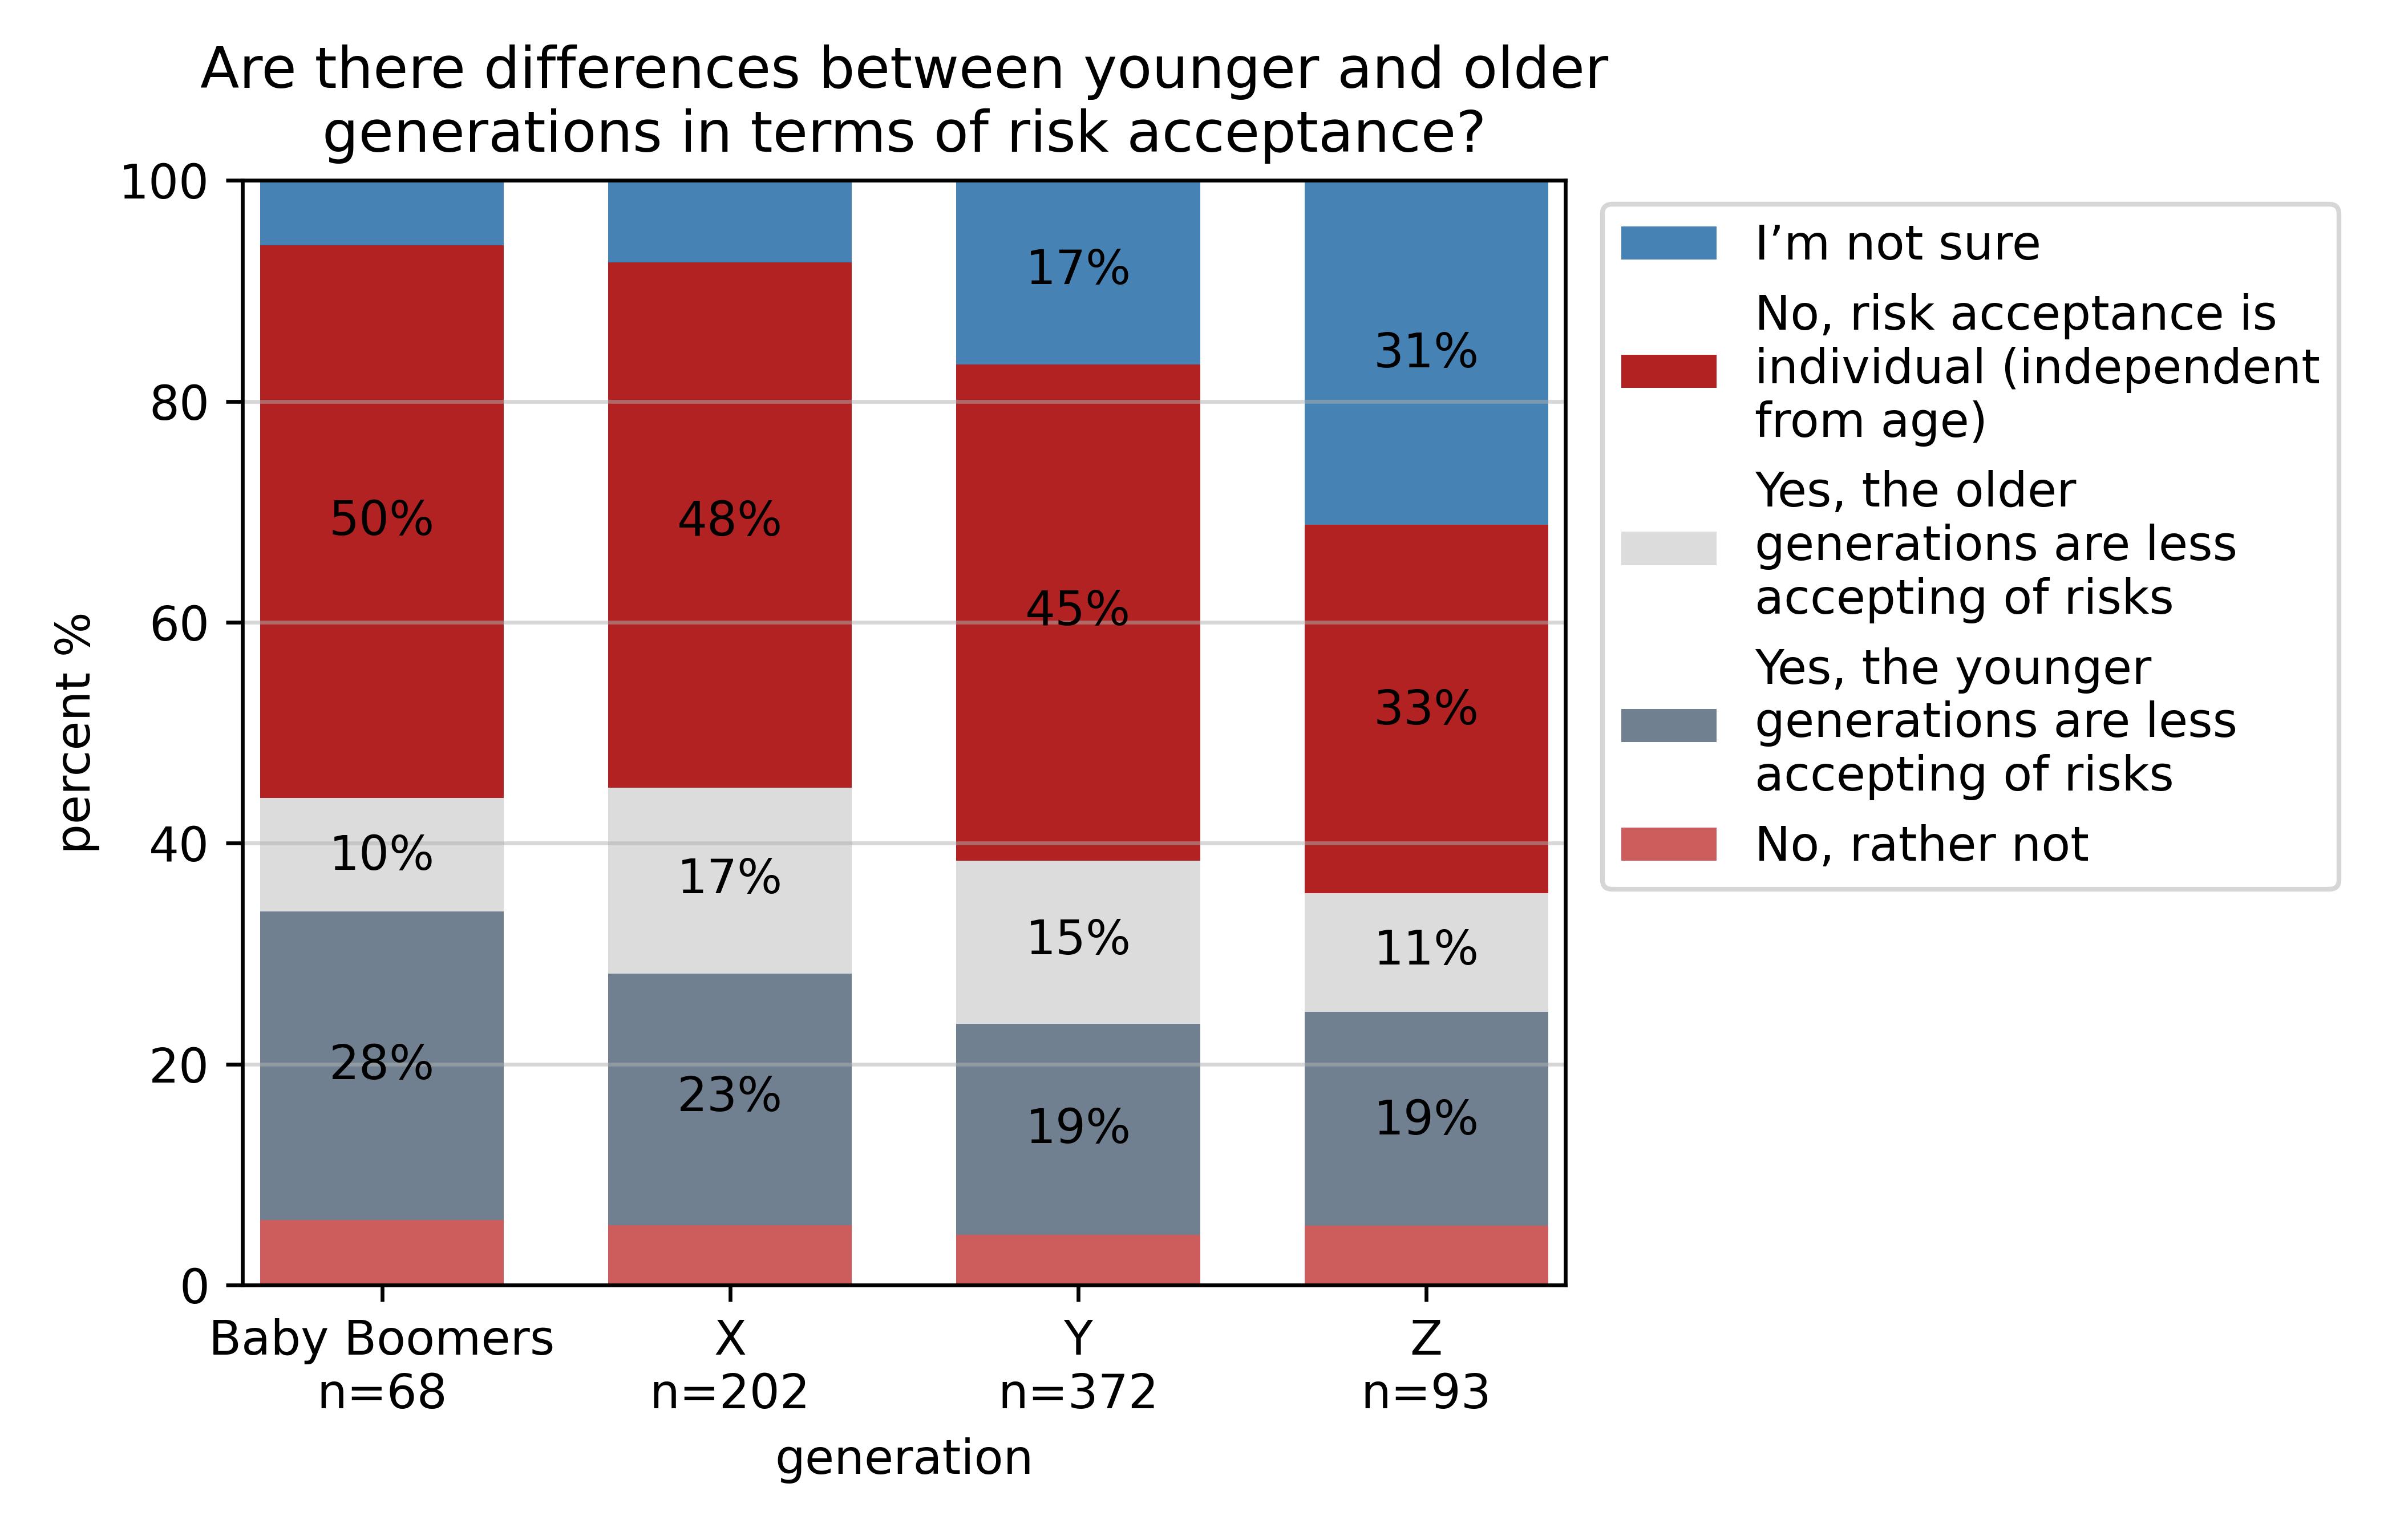 Are there differences between younger and older
generations in terms of risk acceptance?
percent %
100
80
60
40
20
0
17%
31%
50%
48%
45%
33%
10%
17%
15%
11%
28%
23%
19%
19%
Baby Boomers
n=68
X
n=202
Y
n=372
Z
n=93
generation
I’m not sure
No, risk acceptance is
individual (independent
from age)
Yes, the older
generations are less
accepting of risks
Yes, the younger
generations are less
accepting of risks
No, rather not